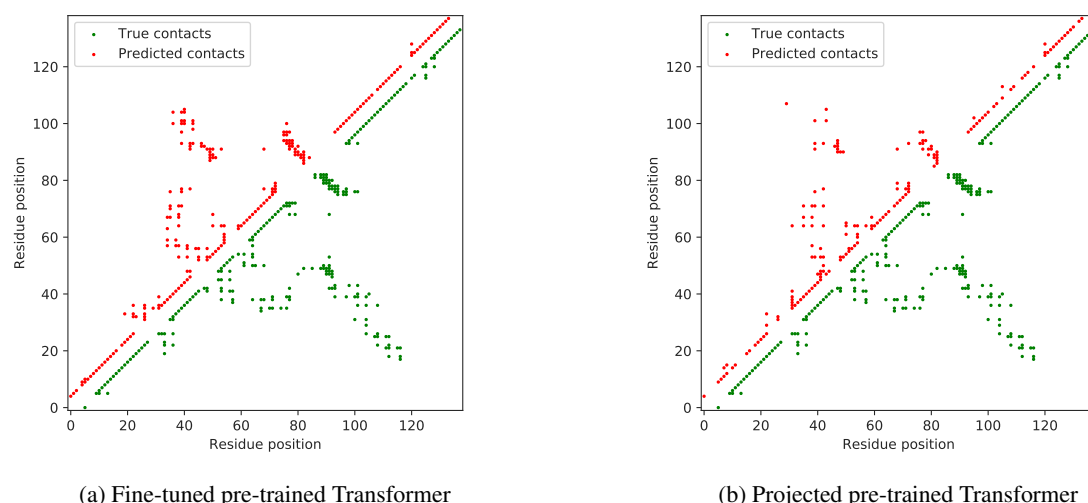 True contacts
Predicted contacts
120
100
80
60
40
20
0
Residue position
0 20 40 60 80 100 120
Residue position
(a) Fine-tuned pre-trained Transformer
True contacts
Predicted contacts
120
100
80
60
40
20
0
Residue position
0 20 40 60 80 100 120
Residue position
(b) Projected pre-trained Transformer